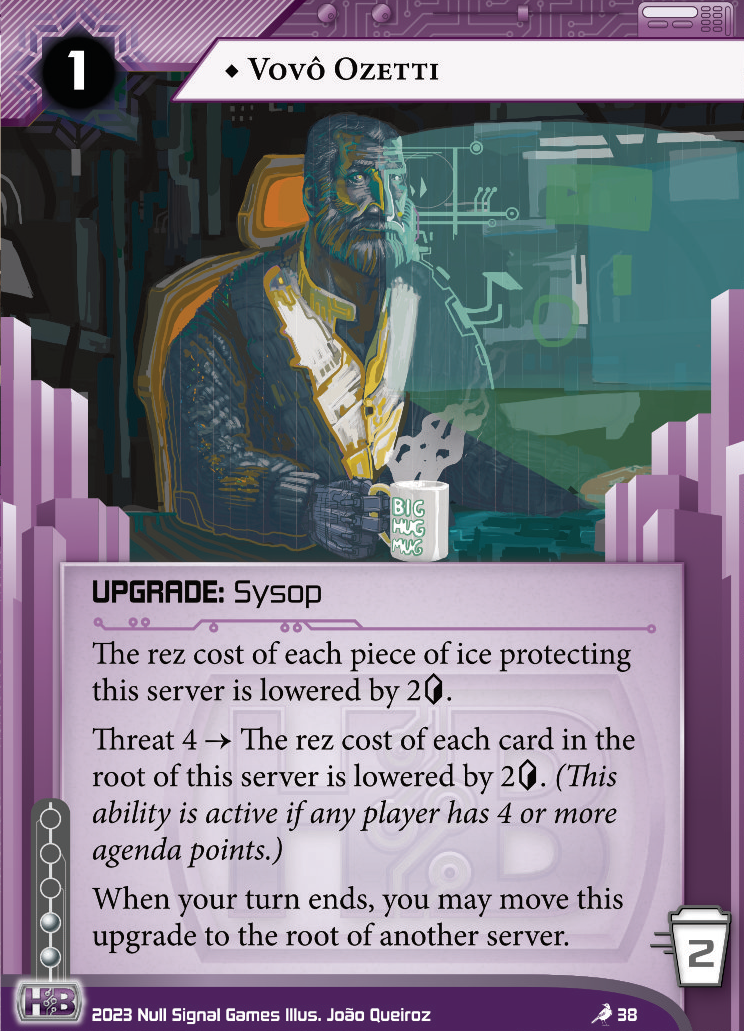 1
◆ Vovô Ozetti
BIG
HUG
MUG
UPGRADE: Sysop
The rez cost of each piece of ice protecting
this server is lowered by 2.
Threat 4 → The rez cost of each card in the
root of this server is lowered by 2. (This
ability is active if any player has 4 or more
agenda points.)
When your turn ends, you may move this
upgrade to the root of another server.
2
HB
2023 Null Signal Games Illus. João Queiroz
38